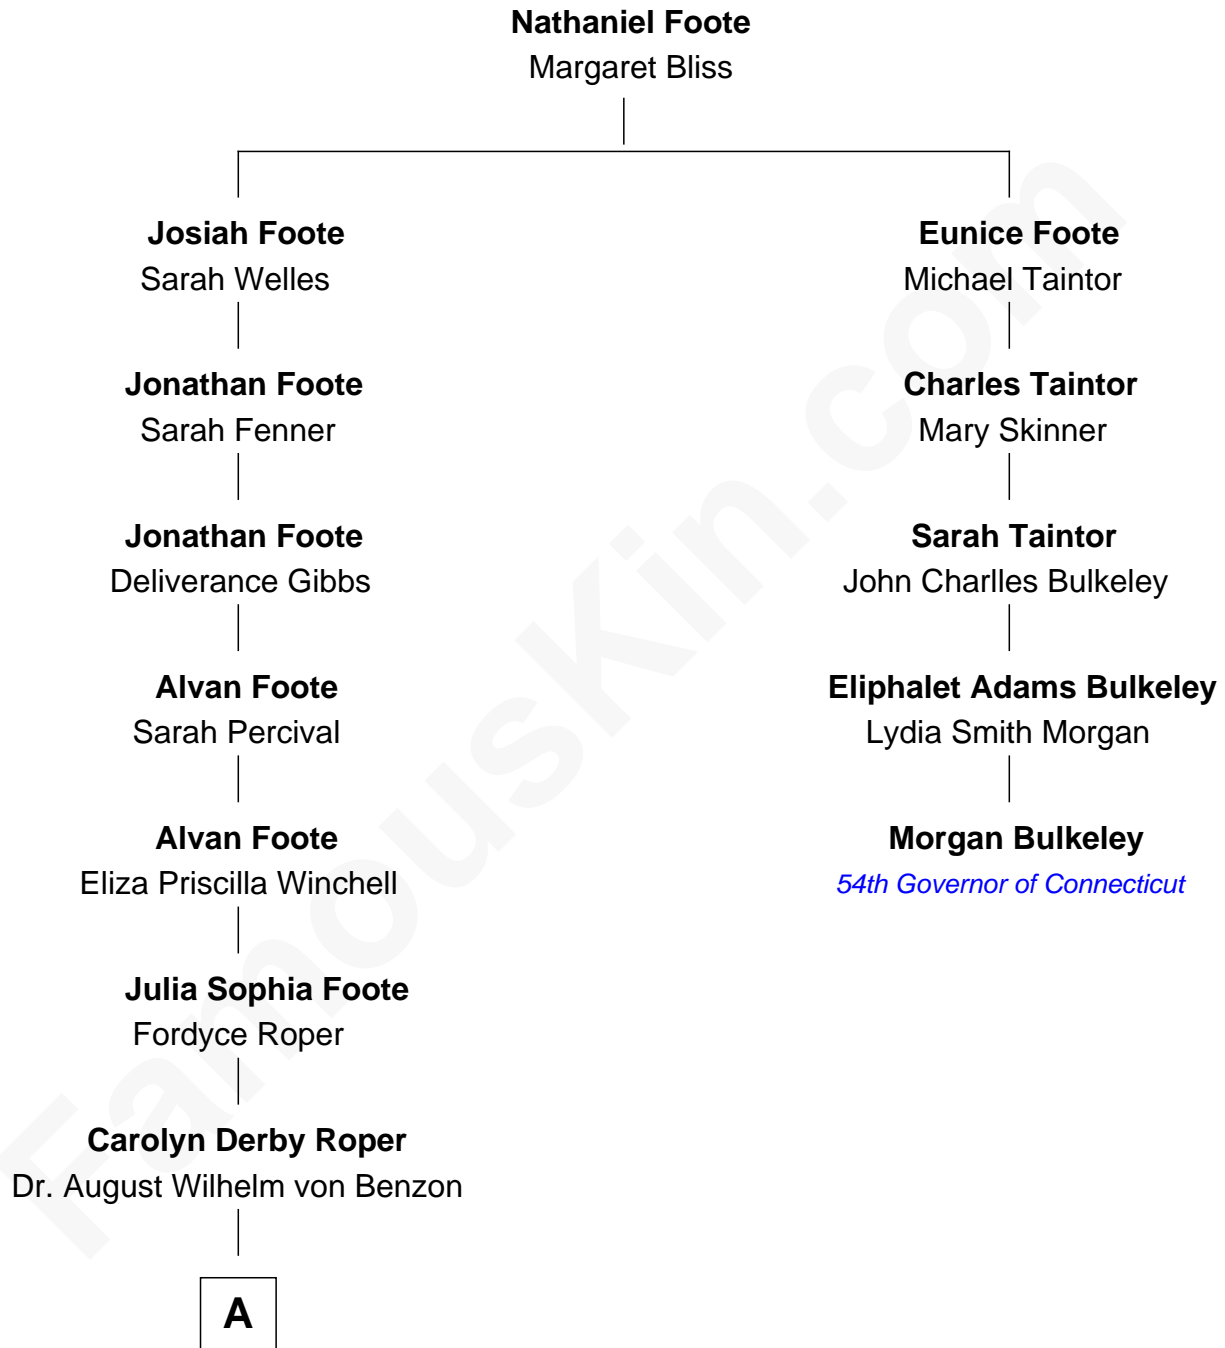 Nathaniel Foote
Margaret Bliss
Josiah Foote
Sarah Welles
Eunice Foote
Michael Taintor
Jonathan Foote
Sarah Fenner
Charles Taintor
Mary Skinner
Jonathan Foote
Deliverance Gibbs
Sarah Taintor
John Charlles Bulkeley
Alvan Foote
Sarah Percival
Eliphalet Adams Bulkeley
Lydia Smith Morgan
Alvan Foote
Eliza Priscilla Winchell
Morgan Bulkeley
54th Governor of Connecticut
Julia Sophia Foote
Fordyce Roper
Carolyn Derby Roper
Dr. August Wilhelm von Benzon
A
FamousKin.com